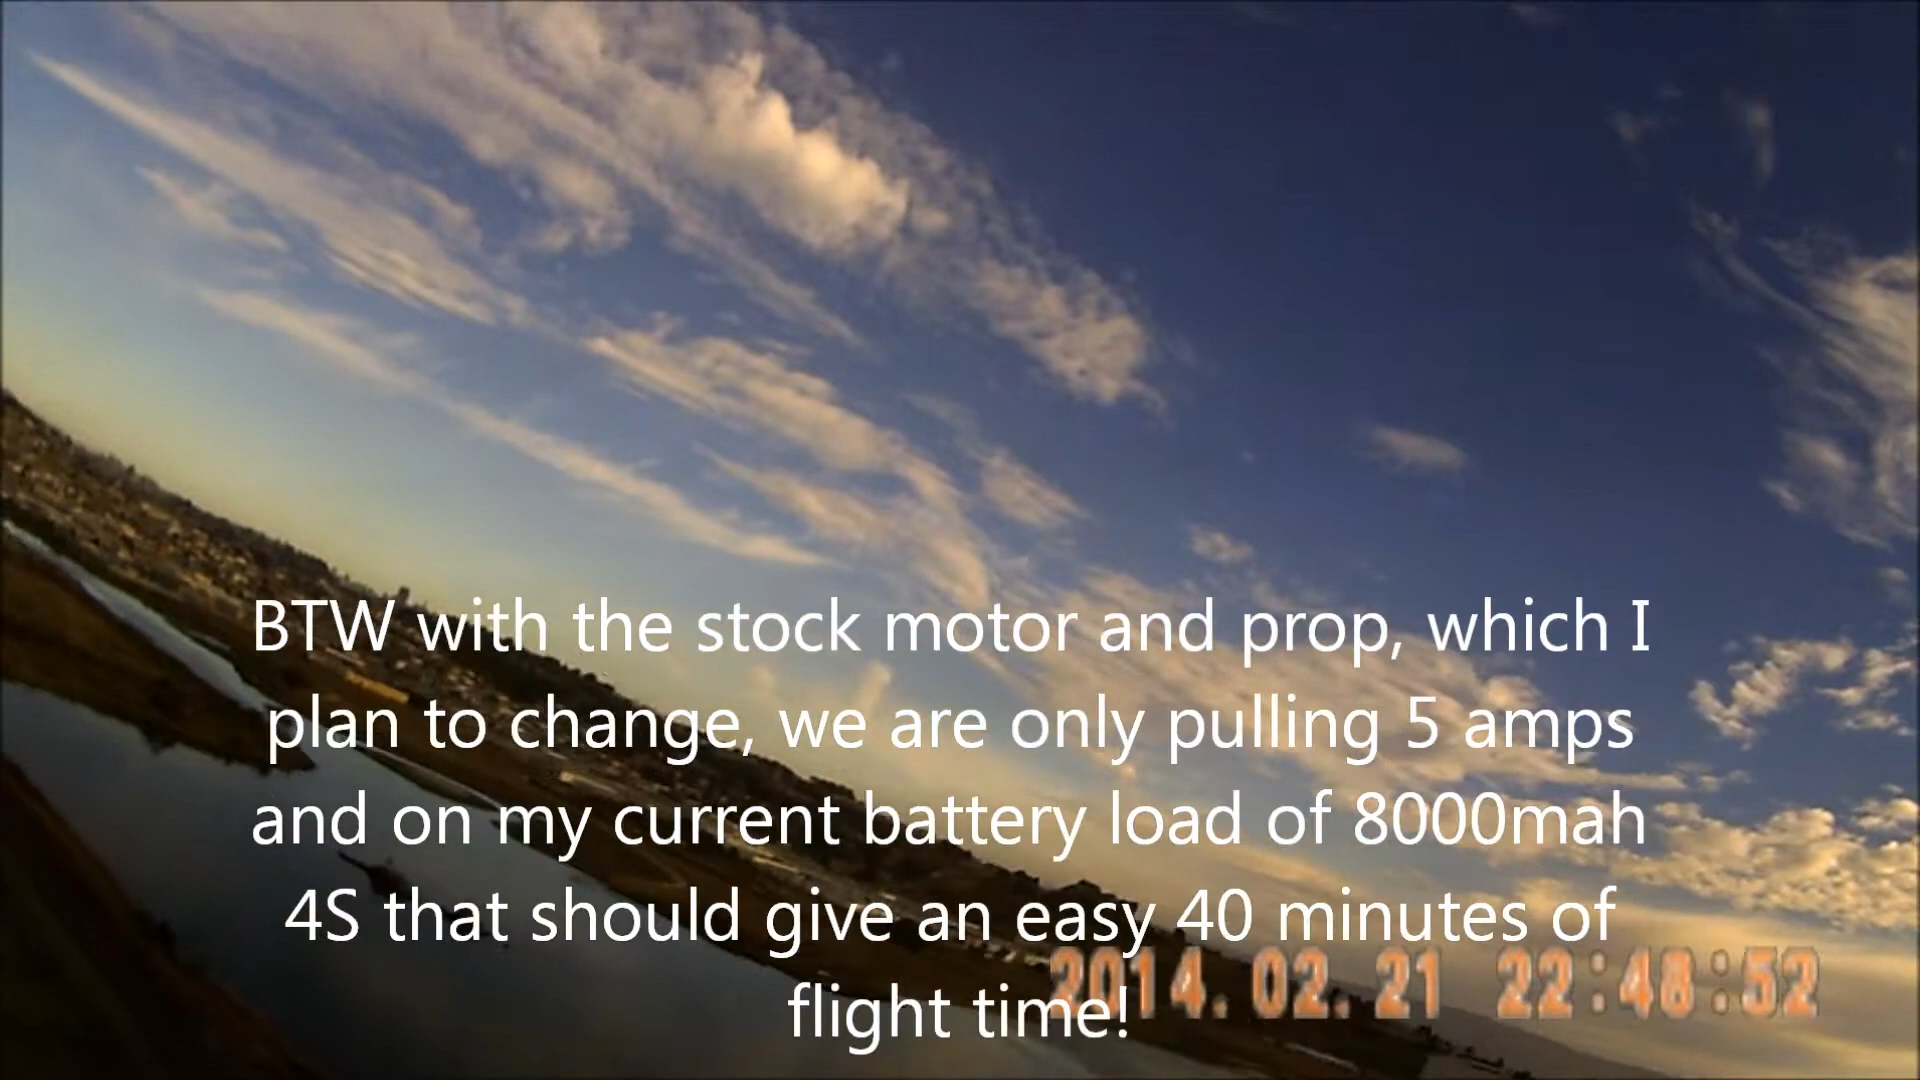 BTW with the stock motor and prop, which I
plan to change, we are only pulling 5 amps
and on my current battery load of 8000mah
4S that should give an easy 40 minutes of
flight time!
2014.02.21 22:48:52